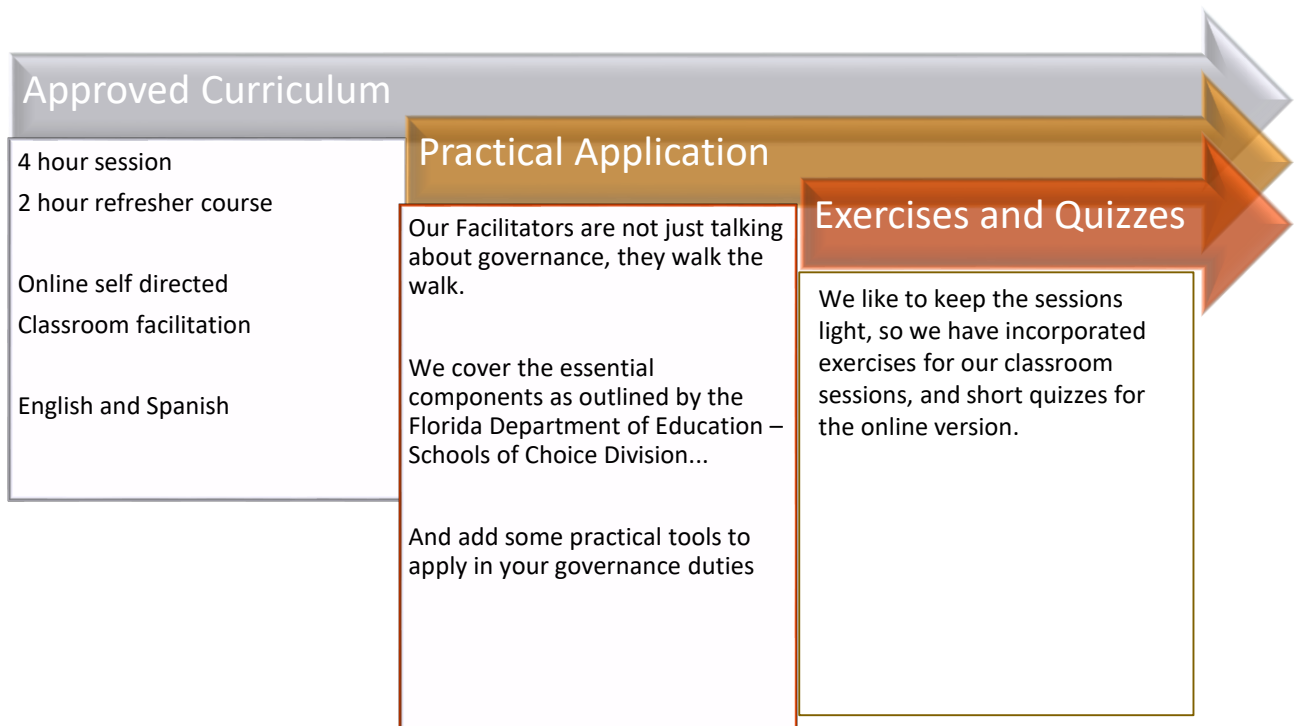 Approved Curriculum
4 hour session
2 hour refresher course
Online self directed
Classroom facilitation
English and Spanish
Practical Application
Our Facilitators are not just talking
about governance, they walk the
walk.
We cover the essential
components as outlined by the
Florida Department of Education –
Schools of Choice Division...
And add some practical tools to
apply in your governance duties
Exercises and Quizzes
We like to keep the sessions
light, so we have incorporated
exercises for our classroom
sessions, and short quizzes for
the online version.